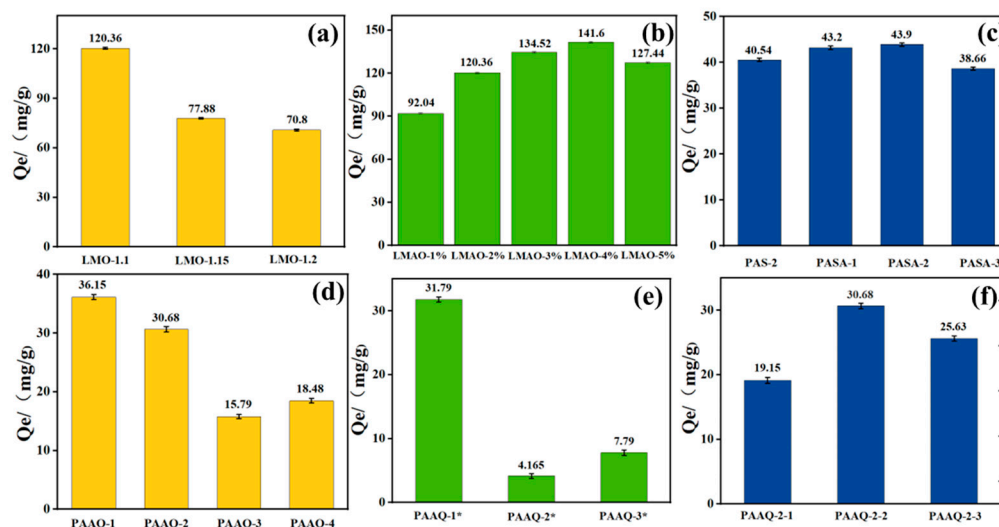 (a)
Qe/（mg/g)
120
90
60
30
0
120.36
77.88
70.8
LMO-1.1 LMO-1.15 LMO-1.2
(b)
Qe/（mg/g)
150
120
90
60
30
0
92.04
120.36
134.52
141.6
127.44
LMAO-1% LMAO-2% LMAO-3% LMAO-4% LMAO-5%
(c)
Qe/（mg/g)
50
40
30
20
10
0
40.54
43.2
43.9
38.66
PAS-2 PASA-1 PASA-2 PASA-3
(d)
Qe/（mg/g)
40
30
20
10
0
36.15
30.68
15.79
18.48
PAAO-1 PAAO-2 PAAO-3 PAAO-4
(e)
Qe/（mg/g)
30
20
10
0
31.79
4.165
7.79
PAAQ-1* PAAQ-2* PAAQ-3*
(f)
Qe/（mg/g)
30
20
10
0
19.15
30.68
25.63
PAAQ-2-1 PAAQ-2-2 PAAQ-2-3